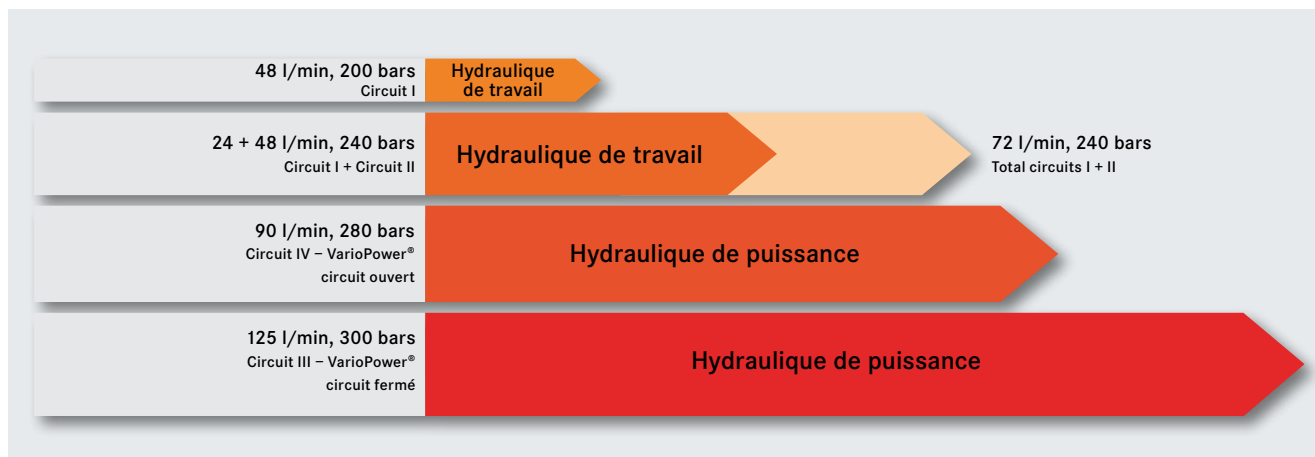 48 l/min, 200 bars
Circuit I
Hydraulique
de travail
24 + 48 l/min, 240 bars
Circuit I + Circuit II
Hydraulique de travail
72 l/min, 240 bars
Total circuits I + II
90 l/min, 280 bars
Circuit IV – VarioPower®
circuit ouvert
Hydraulique de puissance
125 l/min, 300 bars
Circuit III – VarioPower®
circuit fermé
Hydraulique de puissance